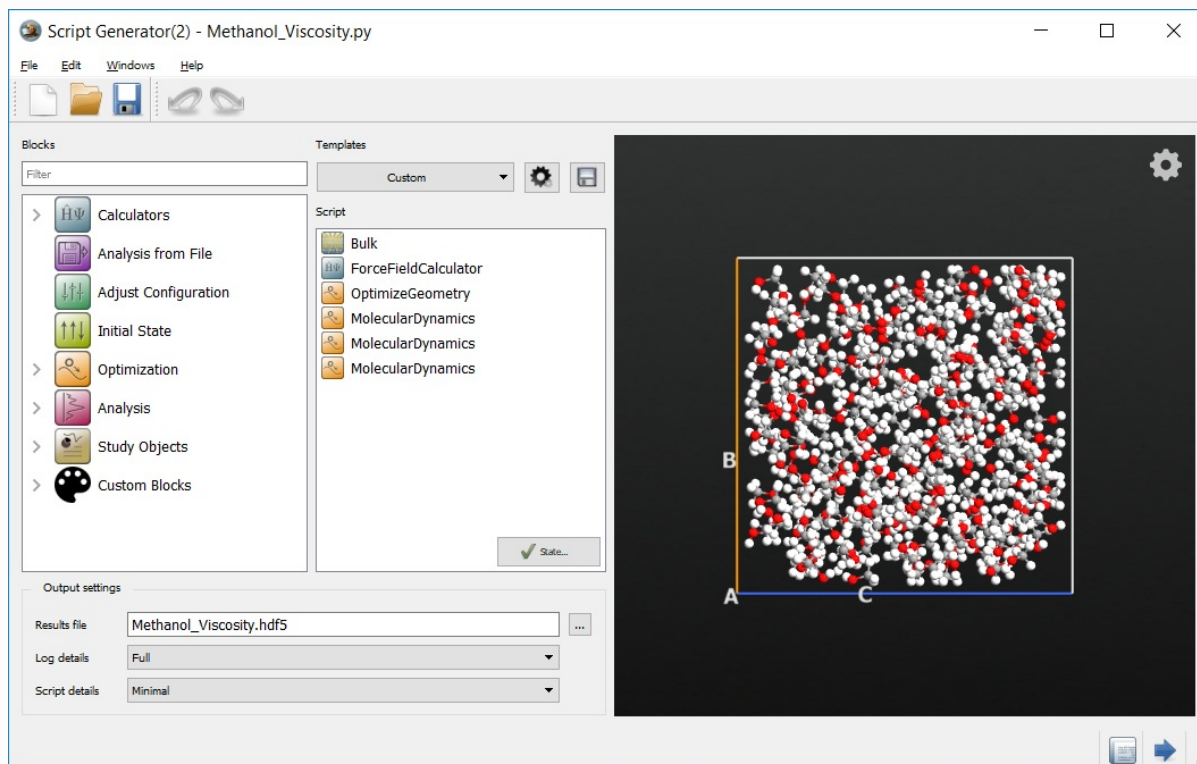 Script Generator(2) - Methanol_Viscosity.py
File Edit Windows Help
Blocks
Filter
ĤΨ Calculators
Analysis from File
Adjust Configuration
Initial State
Optimization
Analysis
Study Objects
Custom Blocks
Templates
Custom
Script
Bulk
ĤΨ ForceFieldCalculator
OptimizeGeometry
MolecularDynamics
MolecularDynamics
MolecularDynamics
State...
Output settings
Results file Methanol_Viscosity.hdf5 ...
Log details Full
Script details Minimal
B
A C